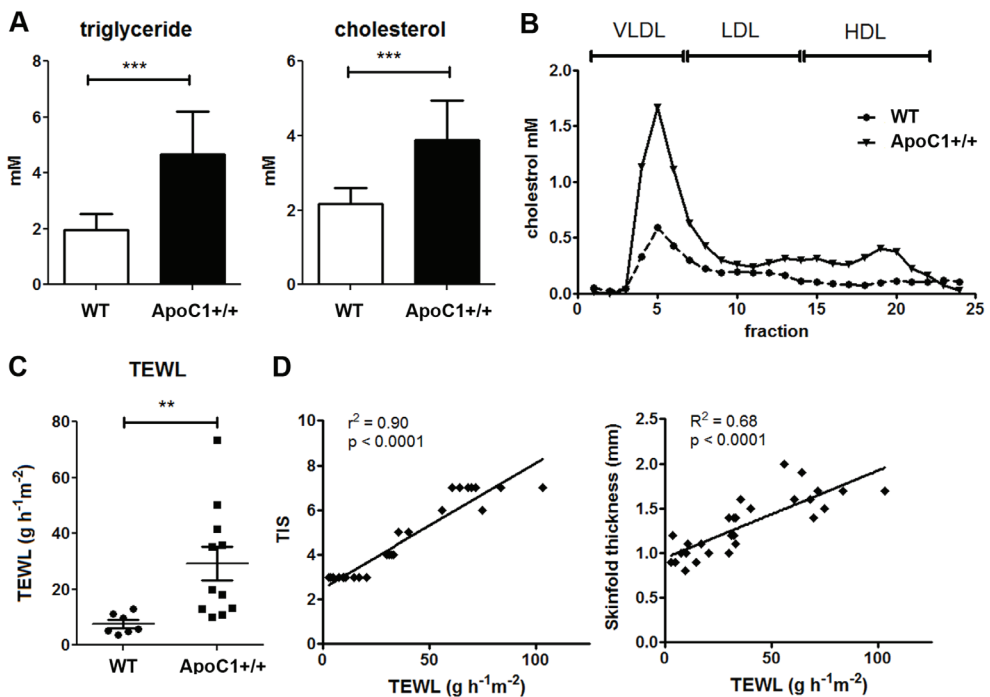 A
triglyceride
***
8
6
4
2
0
mM
WT
ApoC1+/+
cholesterol
***
6
4
2
0
mM
WT
ApoC1+/+
B
VLDL
LDL
HDL
2.0
1.5
1.0
0.5
0.0
cholestrol mM
WT
ApoC1+/+
0
5
10
15
20
25
fraction
C
TEWL
**
80
60
40
20
0
TEWL (g h-1m-2)
WT
ApoC1+/+
D
r2 = 0.90
p < 0.0001
10
8
6
4
2
0
TIS
0
50
100
TEWL (g h-1m-2)
R2 = 0.68
p < 0.0001
2.5
2.0
1.5
1.0
0.5
0.0
Skinfold thickness (mm)
0
50
100
TEWL (g h-1m-2)